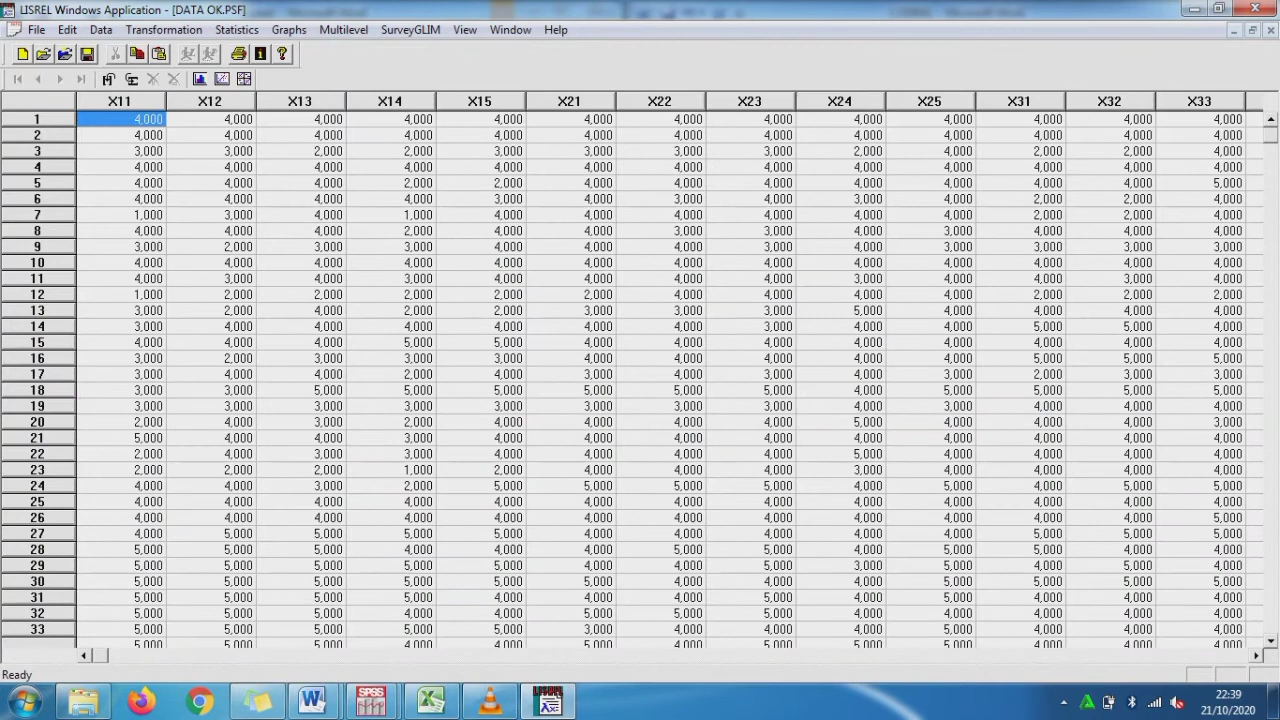 LISREL Windows Application - [DATA OK.PSF]
File Edit Data Transformation Statistics Graphs Multilevel SurveyGLIM View Window Help
X11 X12 X13 X14 X15 X21 X22 X23 X24 X25 X31 X32 X33
1 4,000 4,000 4,000 4,000 4,000 4,000 4,000 4,000 4,000 4,000 4,000 4,000 4,000
2 4,000 4,000 4,000 4,000 4,000 4,000 4,000 4,000 4,000 4,000 4,000 4,000 4,000
3 3,000 3,000 2,000 2,000 3,000 3,000 3,000 3,000 2,000 4,000 2,000 2,000 4,000
4 4,000 4,000 4,000 4,000 4,000 4,000 4,000 4,000 4,000 4,000 4,000 4,000 4,000
5 4,000 4,000 4,000 2,000 2,000 4,000 4,000 4,000 4,000 4,000 4,000 4,000 5,000
6 4,000 4,000 4,000 4,000 3,000 4,000 3,000 4,000 3,000 4,000 2,000 2,000 4,000
7 1,000 3,000 4,000 1,000 4,000 4,000 4,000 4,000 4,000 4,000 2,000 2,000 4,000
8 4,000 4,000 4,000 2,000 4,000 4,000 3,000 3,000 4,000 3,000 4,000 4,000 4,000
9 3,000 2,000 3,000 3,000 4,000 4,000 4,000 3,000 4,000 3,000 3,000 3,000 3,000
10 4,000 4,000 4,000 4,000 4,000 4,000 4,000 4,000 4,000 4,000 4,000 4,000 4,000
11 4,000 3,000 4,000 3,000 4,000 4,000 4,000 4,000 3,000 4,000 4,000 3,000 4,000
12 1,000 2,000 2,000 2,000 2,000 2,000 4,000 4,000 4,000 4,000 2,000 2,000 2,000
13 3,000 2,000 4,000 2,000 2,000 3,000 3,000 3,000 5,000 4,000 4,000 4,000 4,000
14 3,000 4,000 4,000 4,000 4,000 4,000 4,000 3,000 4,000 4,000 5,000 5,000 4,000
15 4,000 4,000 4,000 5,000 5,000 4,000 4,000 4,000 4,000 4,000 4,000 4,000 4,000
16 3,000 2,000 3,000 3,000 3,000 4,000 4,000 4,000 4,000 4,000 5,000 5,000 5,000
17 3,000 4,000 4,000 2,000 4,000 3,000 4,000 4,000 4,000 3,000 2,000 3,000 3,000
18 3,000 3,000 5,000 5,000 5,000 5,000 5,000 5,000 4,000 5,000 5,000 5,000 5,000
19 3,000 3,000 3,000 3,000 3,000 3,000 3,000 4,000 4,000 3,000 4,000 4,000 4,000
20 2,000 4,000 3,000 2,000 4,000 4,000 4,000 4,000 5,000 4,000 4,000 4,000 3,000
21 5,000 4,000 4,000 3,000 4,000 4,000 4,000 4,000 4,000 4,000 4,000 4,000 4,000
22 2,000 4,000 3,000 3,000 4,000 4,000 4,000 4,000 5,000 4,000 4,000 4,000 4,000
23 2,000 2,000 2,000 1,000 2,000 4,000 4,000 4,000 3,000 4,000 4,000 4,000 4,000
24 4,000 4,000 3,000 2,000 5,000 5,000 5,000 5,000 4,000 5,000 4,000 5,000 4,000
25 4,000 4,000 4,000 4,000 4,000 4,000 4,000 4,000 4,000 4,000 4,000 4,000 4,000
26 4,000 4,000 4,000 4,000 4,000 4,000 4,000 4,000 4,000 4,000 4,000 4,000 5,000
27 4,000 5,000 5,000 5,000 5,000 4,000 4,000 4,000 4,000 4,000 5,000 5,000 4,000
28 5,000 5,000 5,000 4,000 4,000 4,000 5,000 5,000 4,000 5,000 4,000 4,000 4,000
29 5,000 5,000 5,000 5,000 5,000 4,000 4,000 5,000 3,000 5,000 4,000 5,000 4,000
30 5,000 5,000 5,000 5,000 5,000 5,000 4,000 4,000 4,000 5,000 5,000 5,000 5,000
31 5,000 5,000 5,000 5,000 5,000 4,000 4,000 5,000 4,000 5,000 4,000 4,000 4,000
32 5,000 5,000 5,000 4,000 4,000 5,000 5,000 5,000 4,000 4,000 5,000 5,000 4,000
33 5,000 5,000 5,000 5,000 5,000 3,000 4,000 4,000 4,000 5,000 4,000 4,000 4,000
5,000 5,000 5,000 4,000 4,000 5,000 4,000 5,000 4,000 5,000 4,000 4,000 4,000
Ready
SPSS
LISREL
22:39
21/10/2020